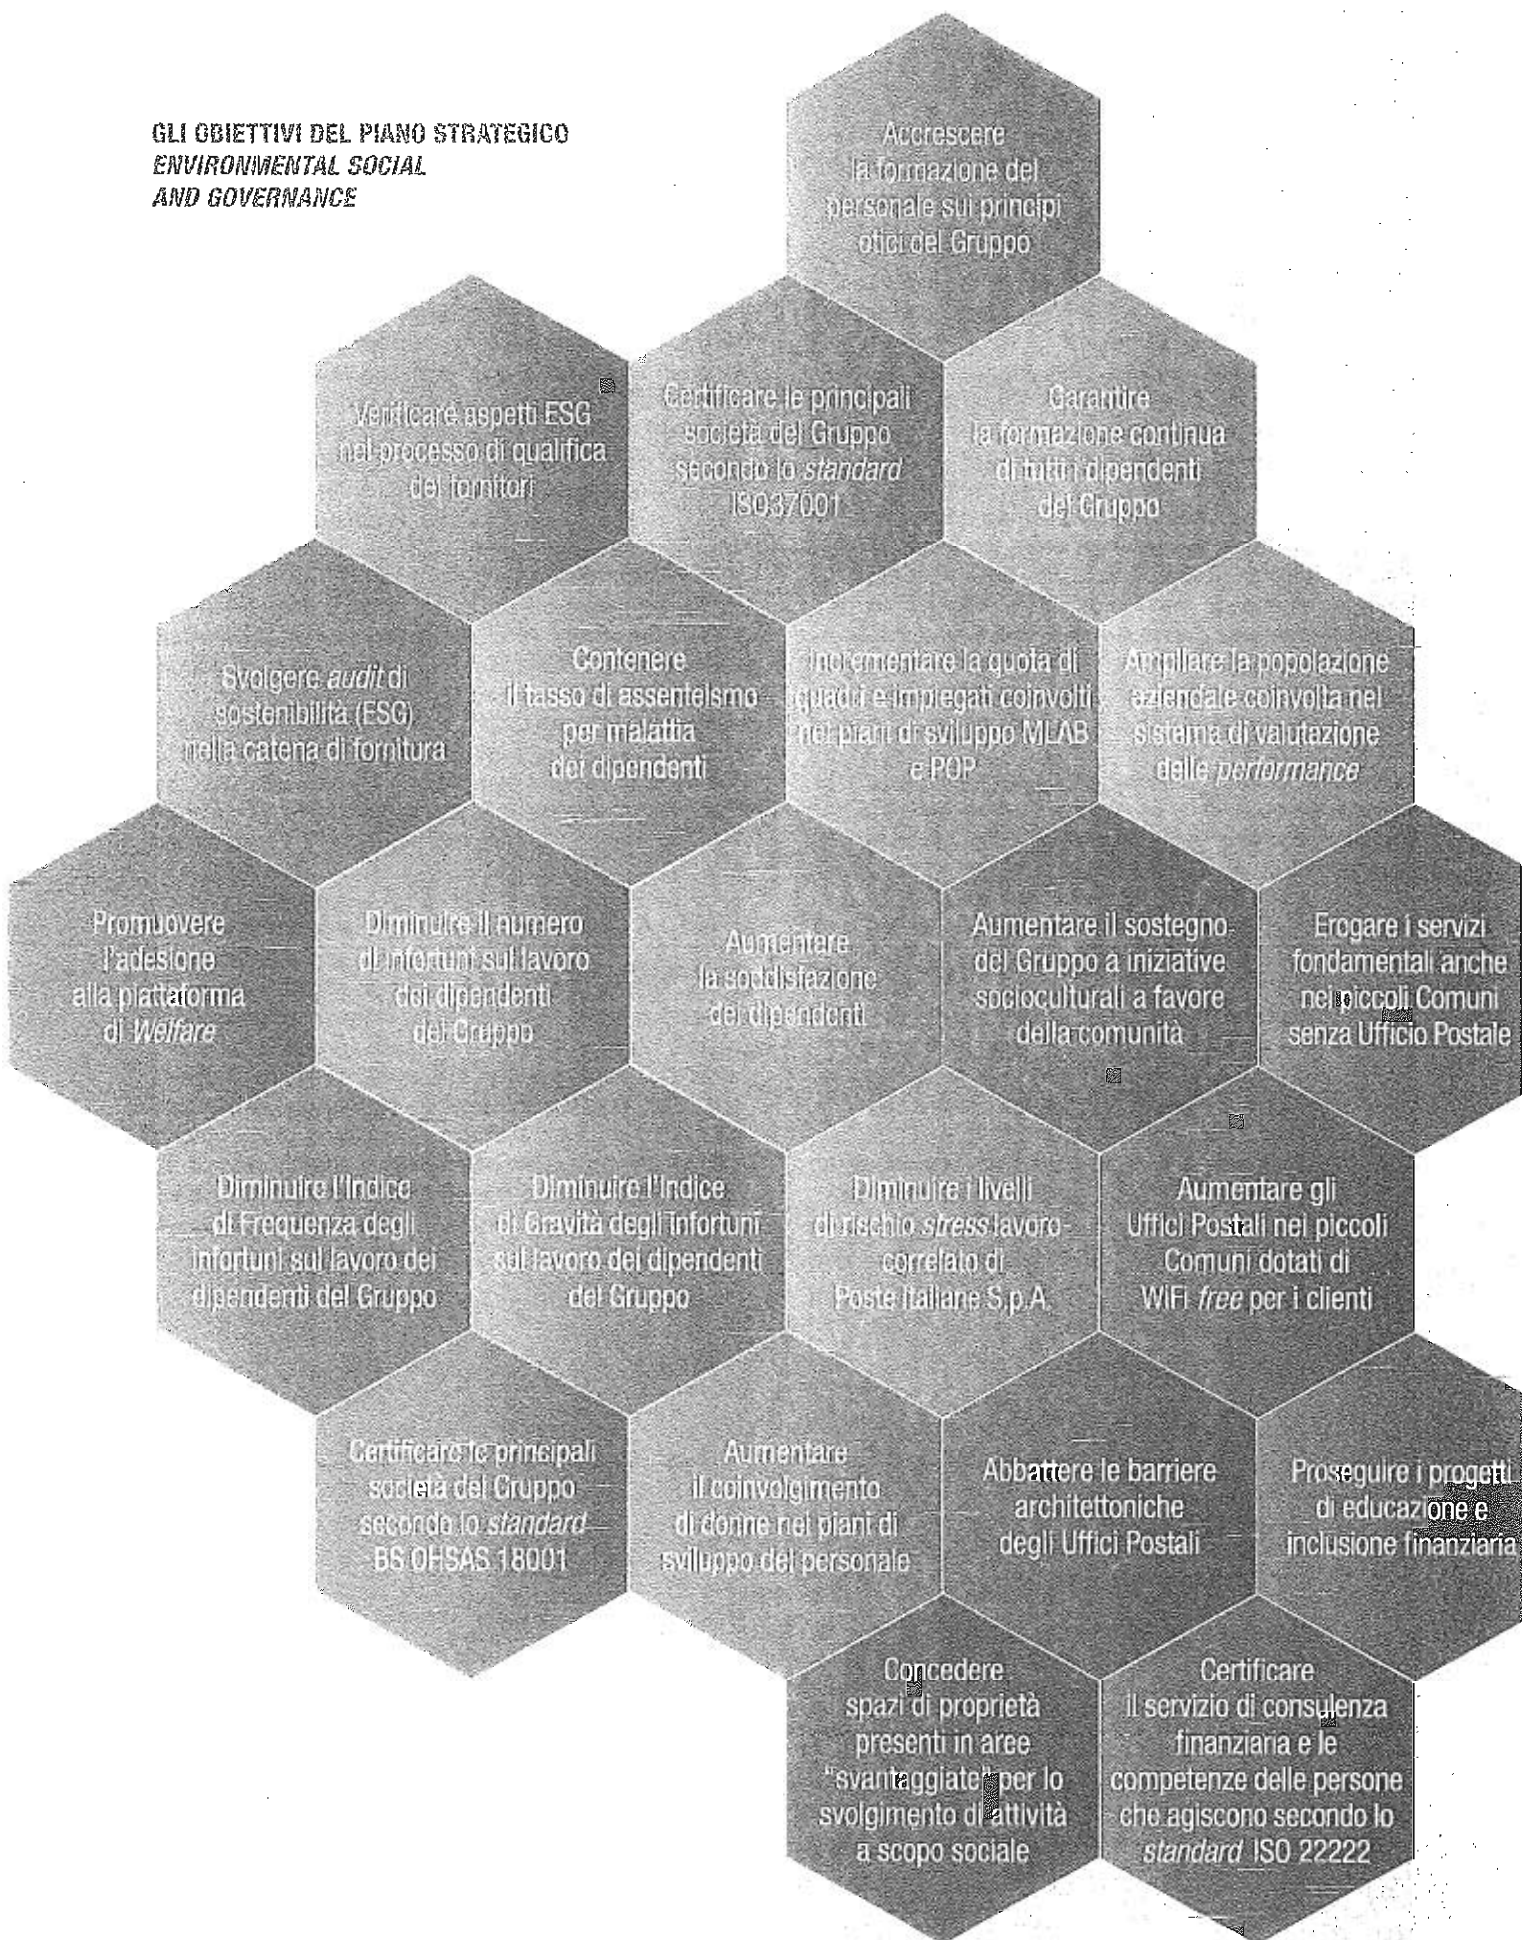 GLI OBIETTIVI DEL PIANO STRATEGICO
ENVIRONMENTAL SOCIAL
AND GOVERNANCE
Accrescere
la formazione del
personale sui principi
etici del Gruppo
Verificare aspetti ESG
nel processo di qualifica
dei fornitori
Certificare le principali
società del Gruppo
secondo lo standard
ISO37001
Garantire
la formazione continua
di tutti i dipendenti
del Gruppo
Svolgere audit di
sostenibilità (ESG)
nella catena di fornitura
Contenere
il tasso di assenteismo
per malattia
dei dipendenti
Incrementare la quota di
quadri e impiegati coinvolti
nei piani di sviluppo MLAB
e POP
Ampliare la popolazione
aziendale coinvolta nel
sistema di valutazione
delle performance
Promuovere
l'adesione
alla piattaforma
di Welfare
Diminuire il numero
di infortuni sul lavoro
dei dipendenti
del Gruppo
Aumentare
la soddisfazione
dei dipendenti
Aumentare il sostegno
del Gruppo a iniziative
socioculturali a favore
della comunità
Erogare i servizi
fondamentali anche
nei piccoli Comuni
senza Ufficio Postale
Diminuire l'Indice
di Frequenza degli
infortuni sul lavoro dei
dipendenti del Gruppo
Diminuire l'Indice
di Gravità degli infortuni
sul lavoro dei dipendenti
del Gruppo
Diminuire i livelli
di rischio stress lavoro-
correlato di
Poste Italiane S.p.A.
Aumentare gli
Uffici Postali nei piccoli
Comuni dotati di
WiFi free per i clienti
Certificare le principali
società del Gruppo
secondo lo standard
BS OHSAS 18001
Aumentare
il coinvolgimento
di donne nei piani di
sviluppo del personale
Abbattere le barriere
architettoniche
degli Uffici Postali
Proseguire i progetti
di educazione e
inclusione finanziaria
Concedere
spazi di proprietà
presenti in aree
"svantaggiate" per lo
svolgimento di attività
a scopo sociale
Certificare
il servizio di consulenza
finanziaria e le
competenze delle persone
che agiscono secondo lo
standard ISO 22222